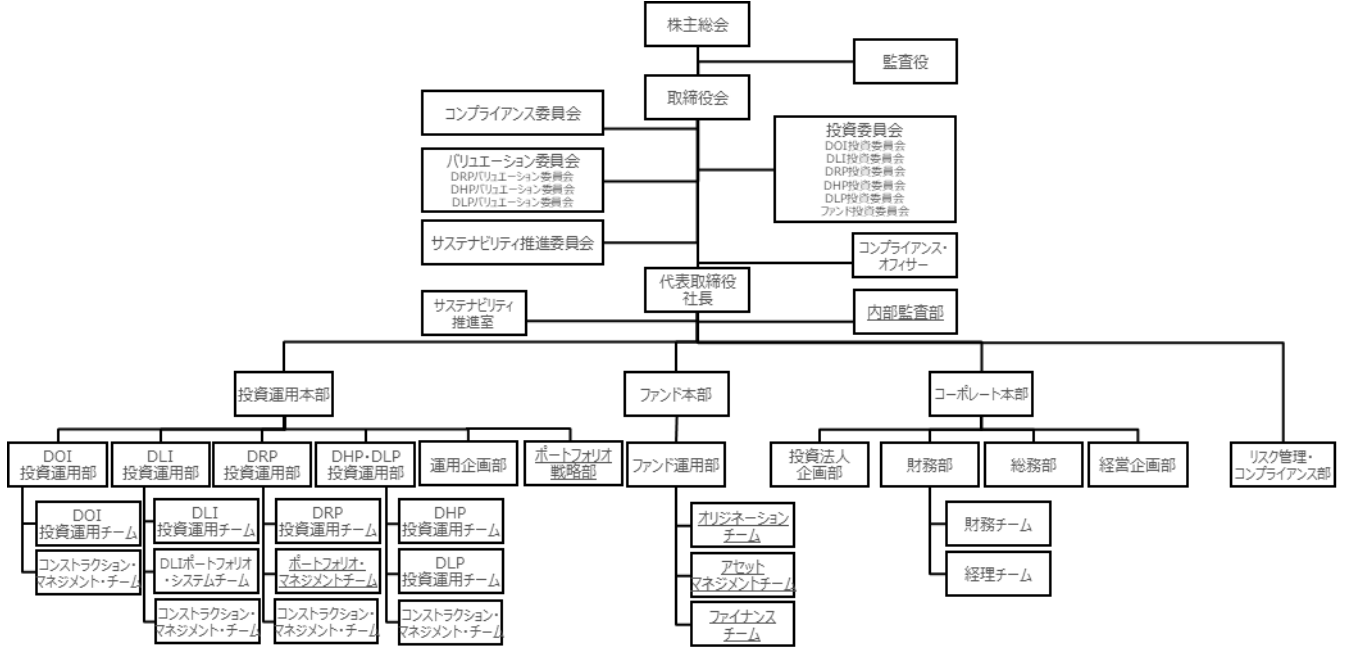 株主総会
監査役
取締役会
コンプライアンス委員会
投資委員会
DOI投資委員会
DLI投資委員会
DRP投資委員会
DHP投資委員会
DLP投資委員会
ファンド投資委員会
バリュエーション委員会
DRPバリュエーション委員会
DHPバリュエーション委員会
DLPバリュエーション委員会
サステナビリティ推進委員会
コンプライアンス・
オフィサー
代表取締役
社長
サステナビリティ
推進室
内部監査部
投資運用本部
ファンド本部
コーポレート本部
DOI
投資運用部
DLI
投資運用部
DRP
投資運用部
DHP・DLP
投資運用部
運用企画部
ポートフォリオ
戦略部
ファンド運用部
投資法人
企画部
財務部
総務部
経営企画部
リスク管理・
コンプライアンス部
DOI
投資運用チーム
コンストラクション・
マネジメント・チーム
DLI
投資運用チーム
DLIポートフォリオ
・システムチーム
コンストラクション・
マネジメント・チーム
DRP
投資運用チーム
ポートフォリオ・
マネジメントチーム
コンストラクション・
マネジメント・チーム
DHP
投資運用チーム
DLP
投資運用チーム
コンストラクション・
マネジメント・チーム
オリジネーション
チーム
アセット
マネジメントチーム
ファイナンス
チーム
財務チーム
経理チーム